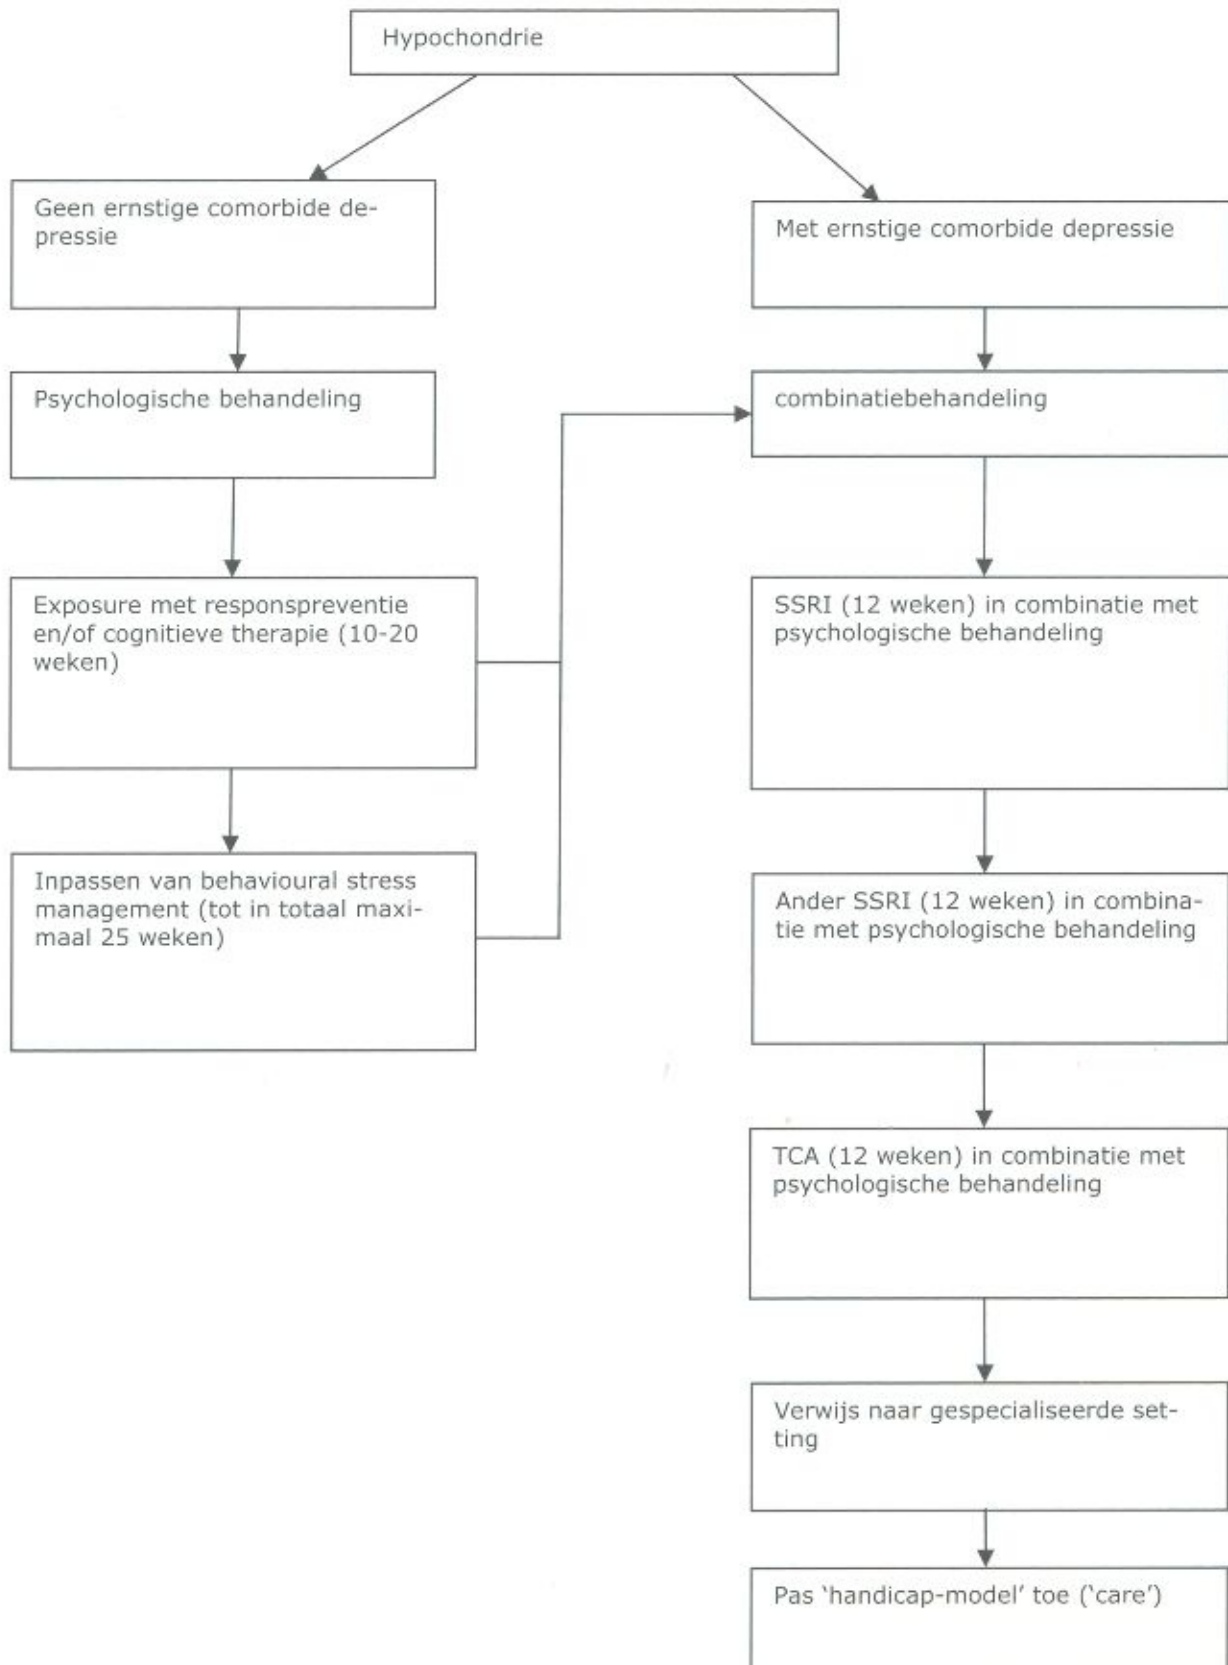 Hypochondrie
Geen ernstige comorbide de-
pressie
Met ernstige comorbide depressie
Psychologische behandeling
combinatiebehandeling
Exposure met responspreventie
en/of cognitieve therapie (10-20
weken)
SSRI (12 weken) in combinatie met
psychologische behandeling
Inpassen van behavioural stress
management (tot in totaal maxi-
maal 25 weken)
Ander SSRI (12 weken) in combina-
tie met psychologische behandeling
TCA (12 weken) in combinatie met
psychologische behandeling
Verwijs naar gespecialiseerde set-
ting
Pas ‘handicap-model’ toe (‘care’)